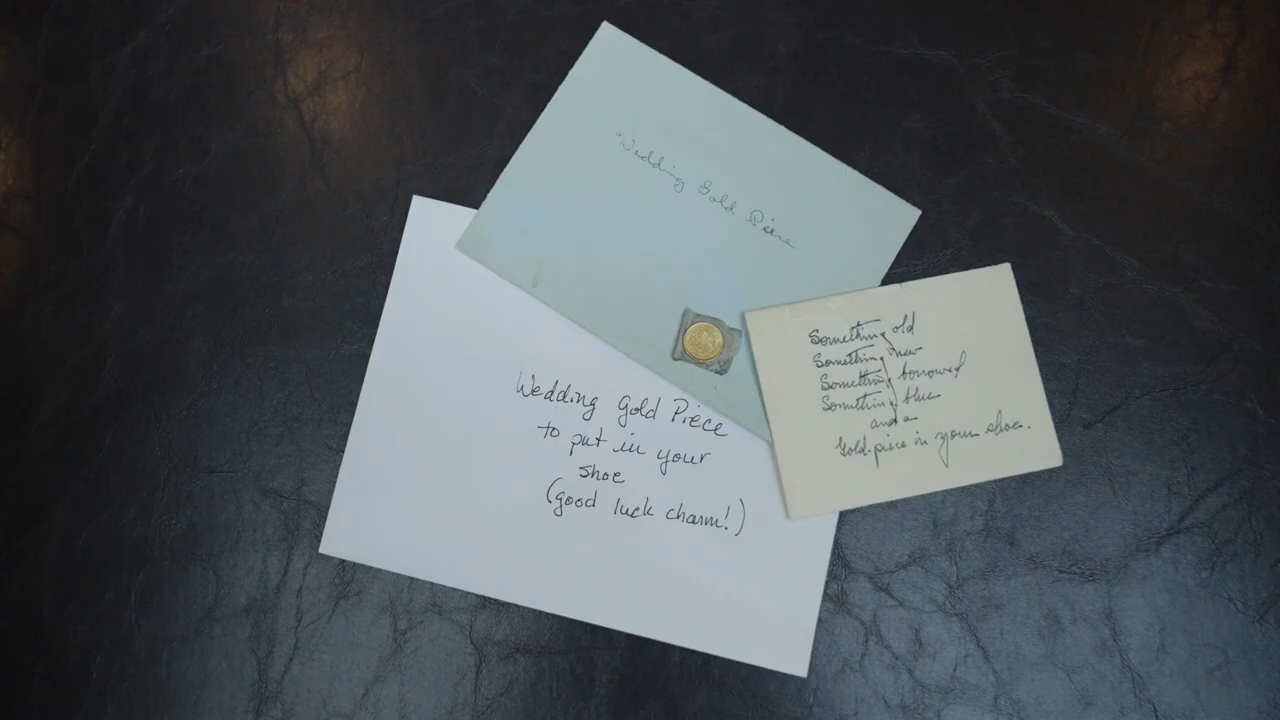 "Wedding Gold Piece
Something old
Something new
Something borrowed
Something blue
and a
Gold-piece in your shoe.
Wedding Gold Piece
to put in your
shoe
(good luck charm!)